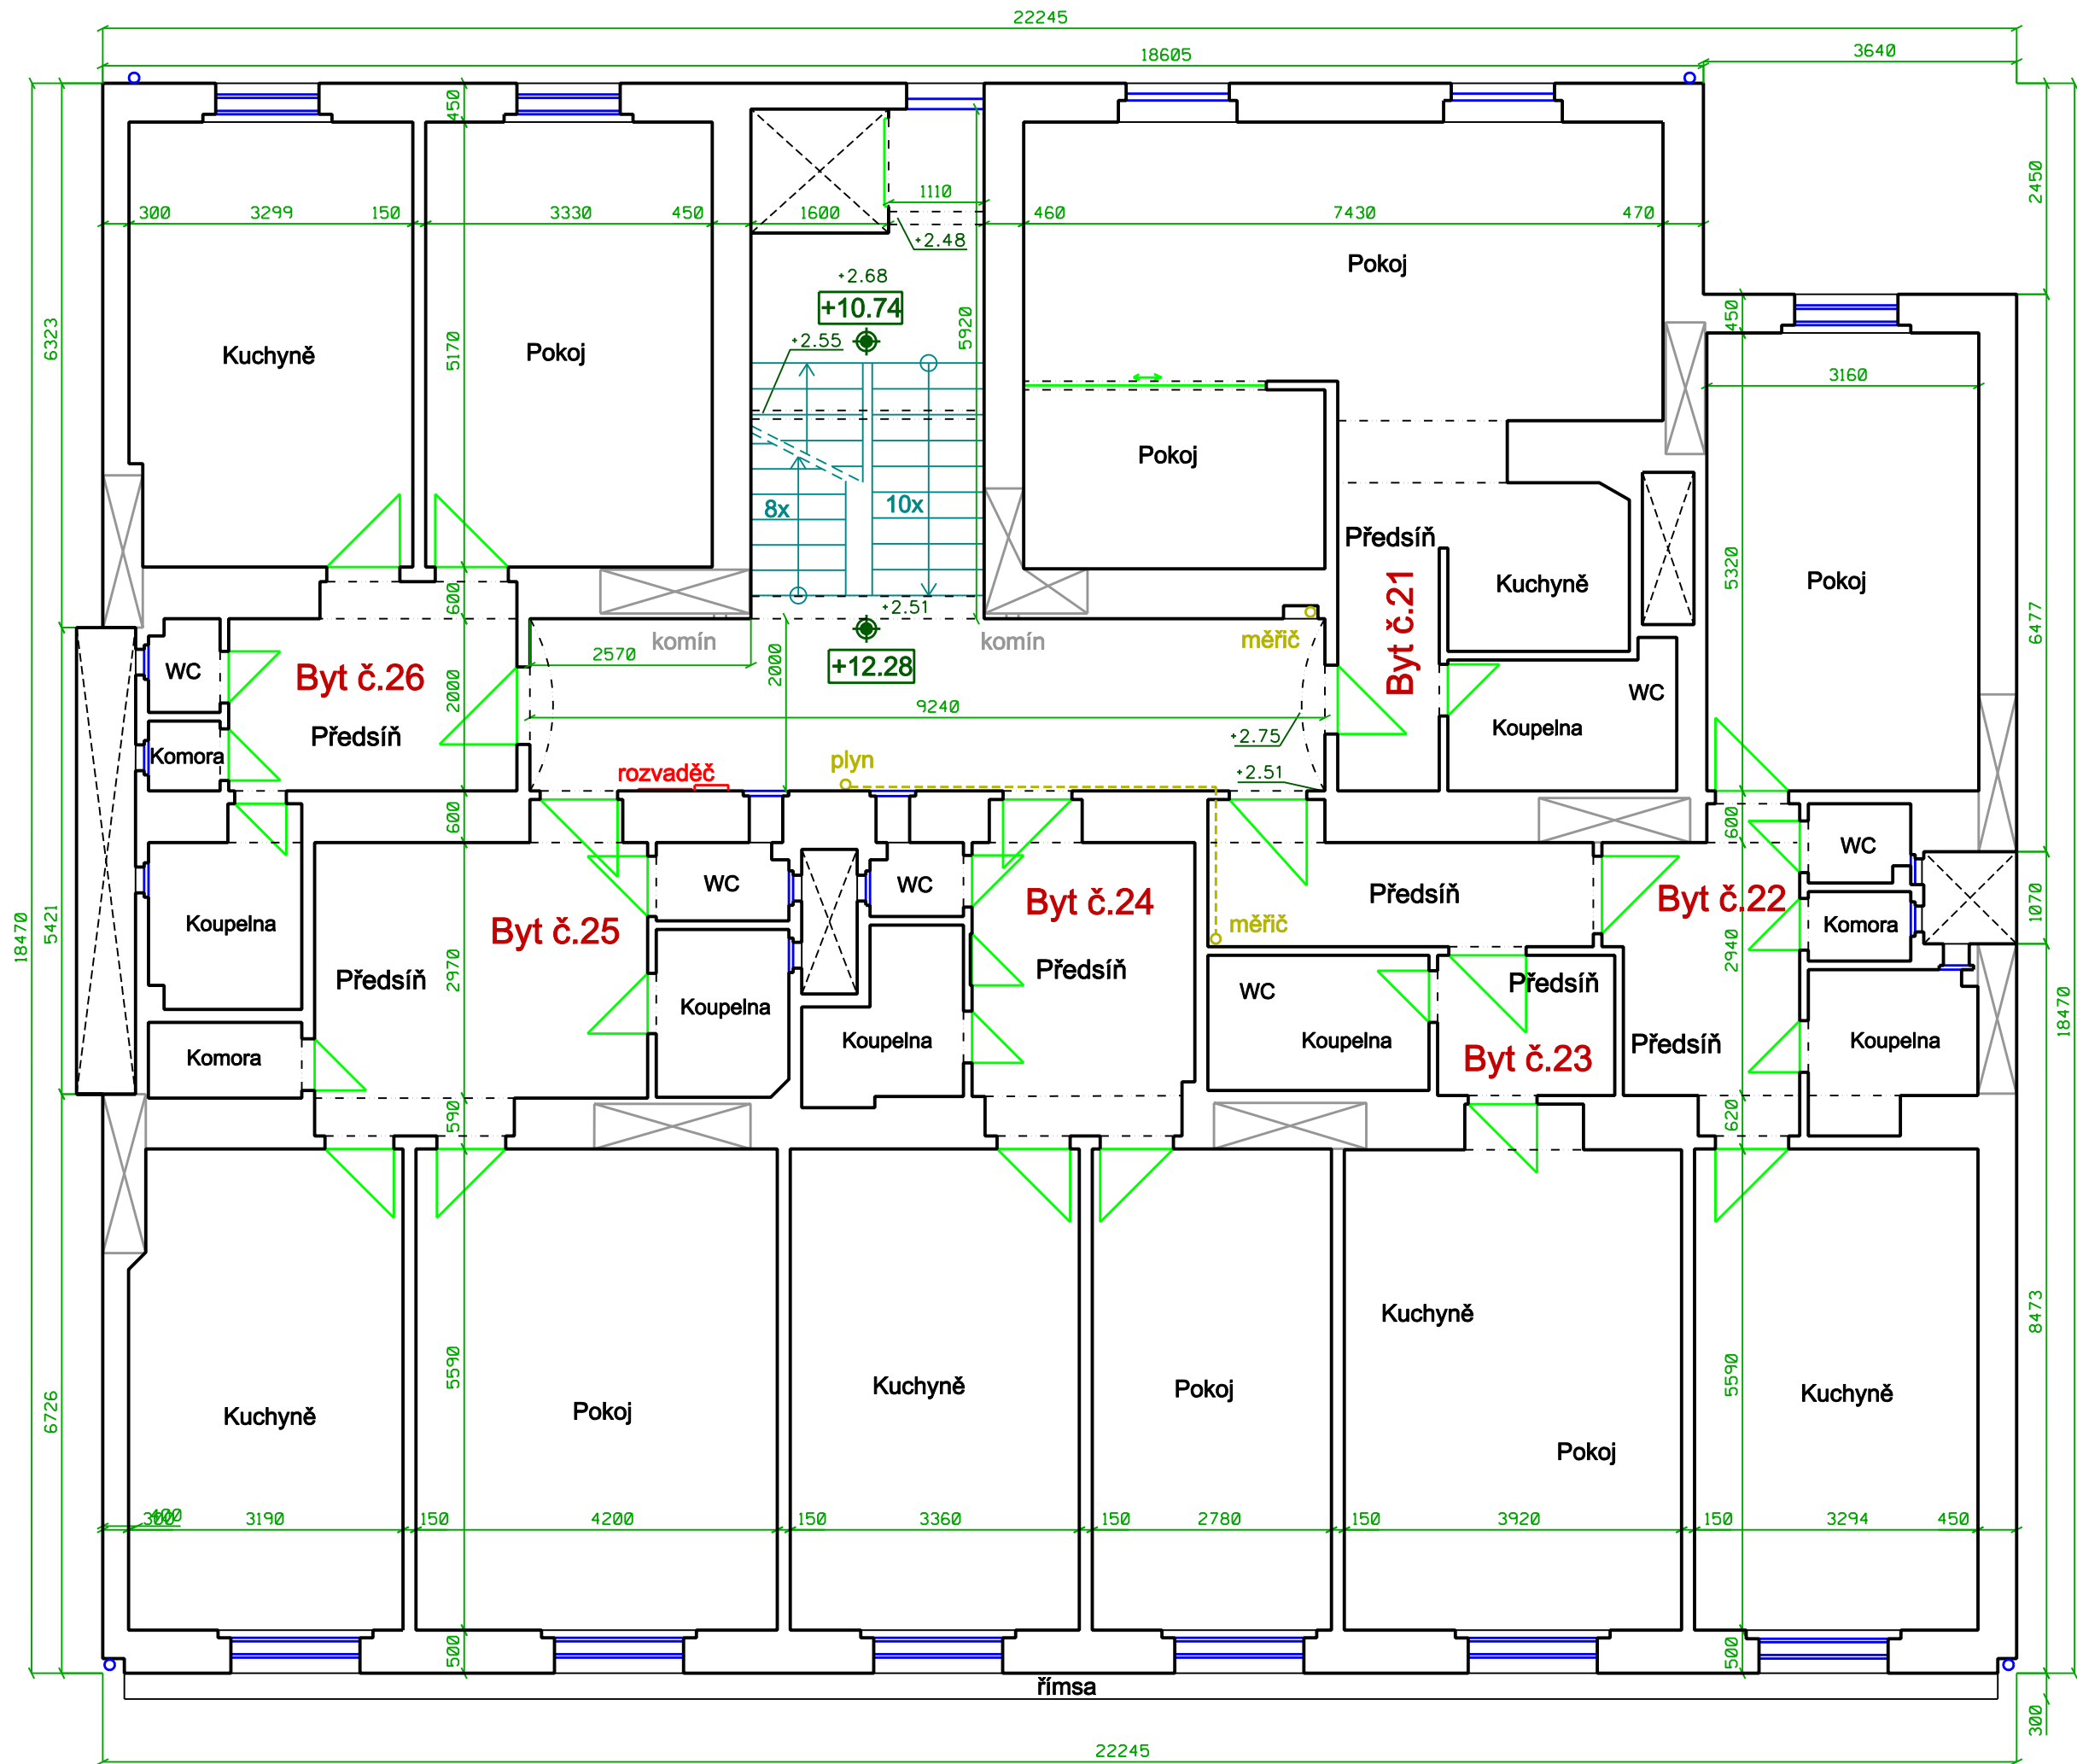 22245
18605
3640
450
2450
300
3299
150
3330
450
1600
1110
460
7430
470
+2.48
Pokoj
+2.68
+10.74
450
6323
Kuchyně
5170
Pokoj
+2.55
5920
3160
Pokoj
8x
10x
Předsíň
Kuchyně
5320
Pokoj
6477
600
+2.51
komín
komín
měřič
Byt č.21
2570
2000
+12.28
WC
Byt č.26
2000
WC
9240
Koupelna
Předsíň
Komora
+2.75
plyn
rozvaděč
+2.51
600
600
WC
WC
WC
Předsíň
Byt č.22
18470
5421
Koupelna
Byt č.25
Byt č.24
měřič
Komora
1070
2940
2970
Předsíň
Předsíň
WC
Předsíň
Koupelna
18470
Komora
Koupelna
Koupelna
Byt č.23
Předsíň
Koupelna
590
620
Kuchyně
8473
Kuchyně
Pokoj
5590
5590
Kuchyně
Kuchyně
Pokoj
6726
Pokoj
300
400
3190
150
4200
150
3360
150
2780
150
3920
150
3294
450
500
500
římsa
300
22245